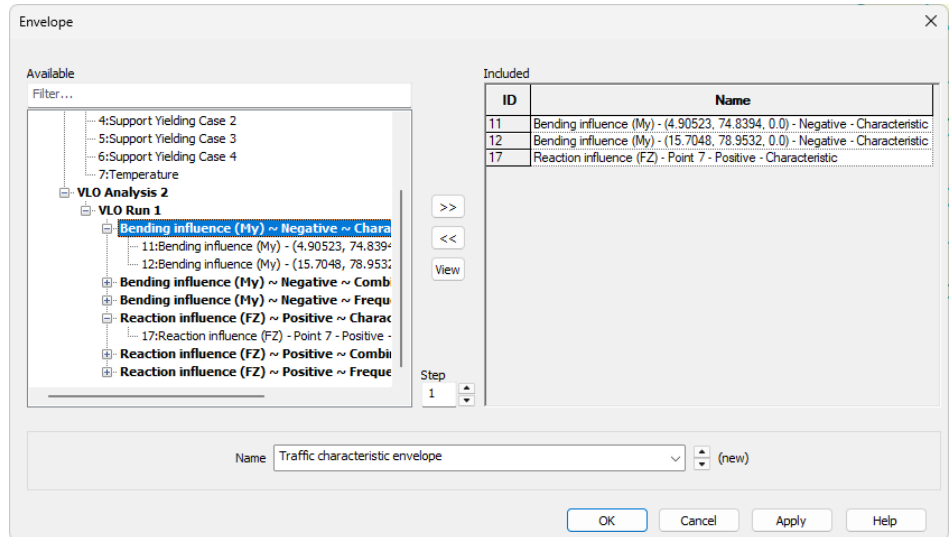 Envelope
Available
Filter...
4:Support Yielding Case 2
5:Support Yielding Case 3
6:Support Yielding Case 4
7:Temperature
VLO Analysis 2
VLO Run 1
Bending influence (My) ~ Negative ~ Chara
11:Bending influence (My) - (4.90523, 74.8394
12:Bending influence (My) - (15.7048, 78.9532
Bending influence (My) ~ Negative ~ Combi
Bending influence (My) ~ Negative ~ Freque
Reaction influence (FZ) ~ Positive ~ Charac
17:Reaction influence (FZ) - Point 7 - Positive -
Reaction influence (FZ) ~ Positive ~ Combin
Reaction influence (FZ) ~ Positive ~ Freque
>>
<<
View
Step
1
Included
ID Name
11 Bending influence (My) - (4.90523, 74.8394, 0.0) - Negative - Characteristic
12 Bending influence (My) - (15.7048, 78.9532, 0.0) - Negative - Characteristic
17 Reaction influence (FZ) - Point 7 - Positive - Characteristic
Name Traffic characteristic envelope (new)
OK Cancel Apply Help